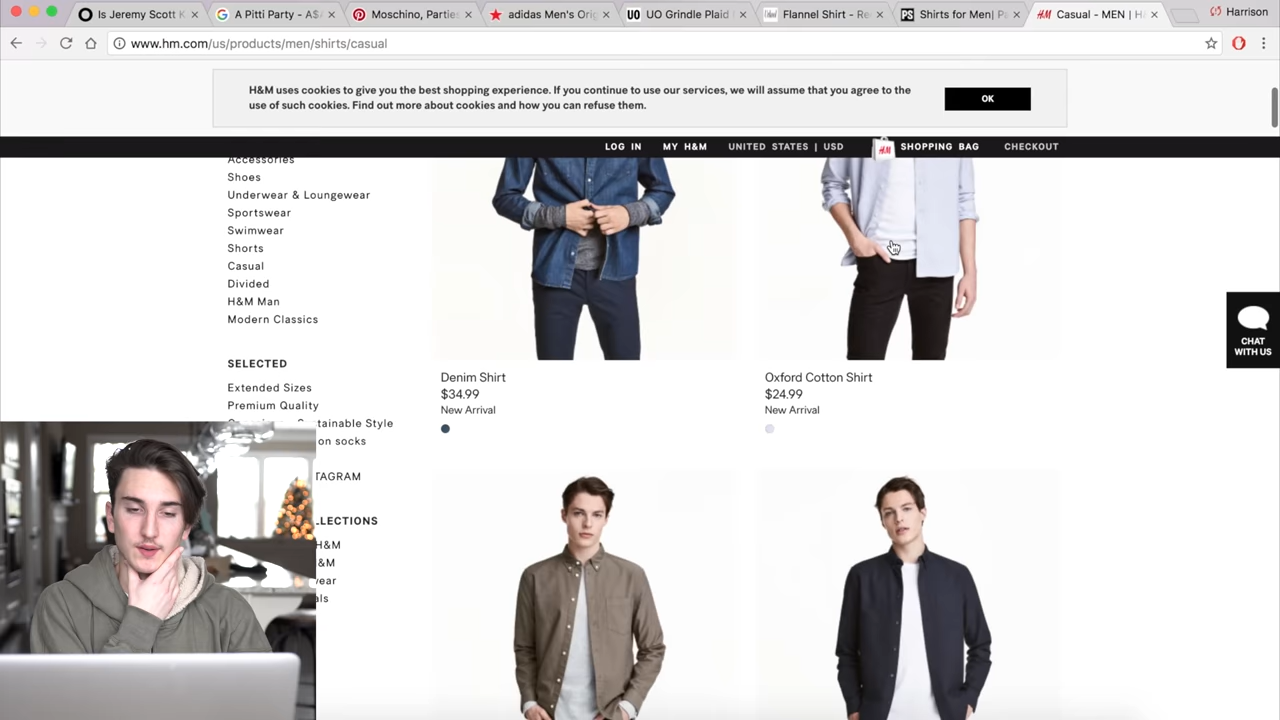 Is Jeremy Scott K
A Pitti Party - A$A
Moschino, Parties
adidas Men's Orig
UO UO Grindle Plaid
Flannel Shirt - Re
PS Shirts for Men| P
H&M Casual - MEN | H
Harrison
www.hm.com/us/products/men/shirts/casual
H&M uses cookies to give you the best shopping experience. If you continue to use our services, we will assume that you agree to the
use of such cookies. Find out more about cookies and how you can refuse them.
OK
LOG IN
MY H&M
UNITED STATES | USD
H&M
SHOPPING BAG
CHECKOUT
Accessories
Shoes
Underwear & Loungewear
Sportswear
Swimwear
Shorts
Casual
Divided
H&M Man
Modern Classics
SELECTED
Extended Sizes
Premium Quality
stainable Style
on socks
TAGRAM
LLECTIONS
H&M
&M
wear
als
Denim Shirt
$34.99
New Arrival
Oxford Cotton Shirt
$24.99
New Arrival
CHAT
WITH US